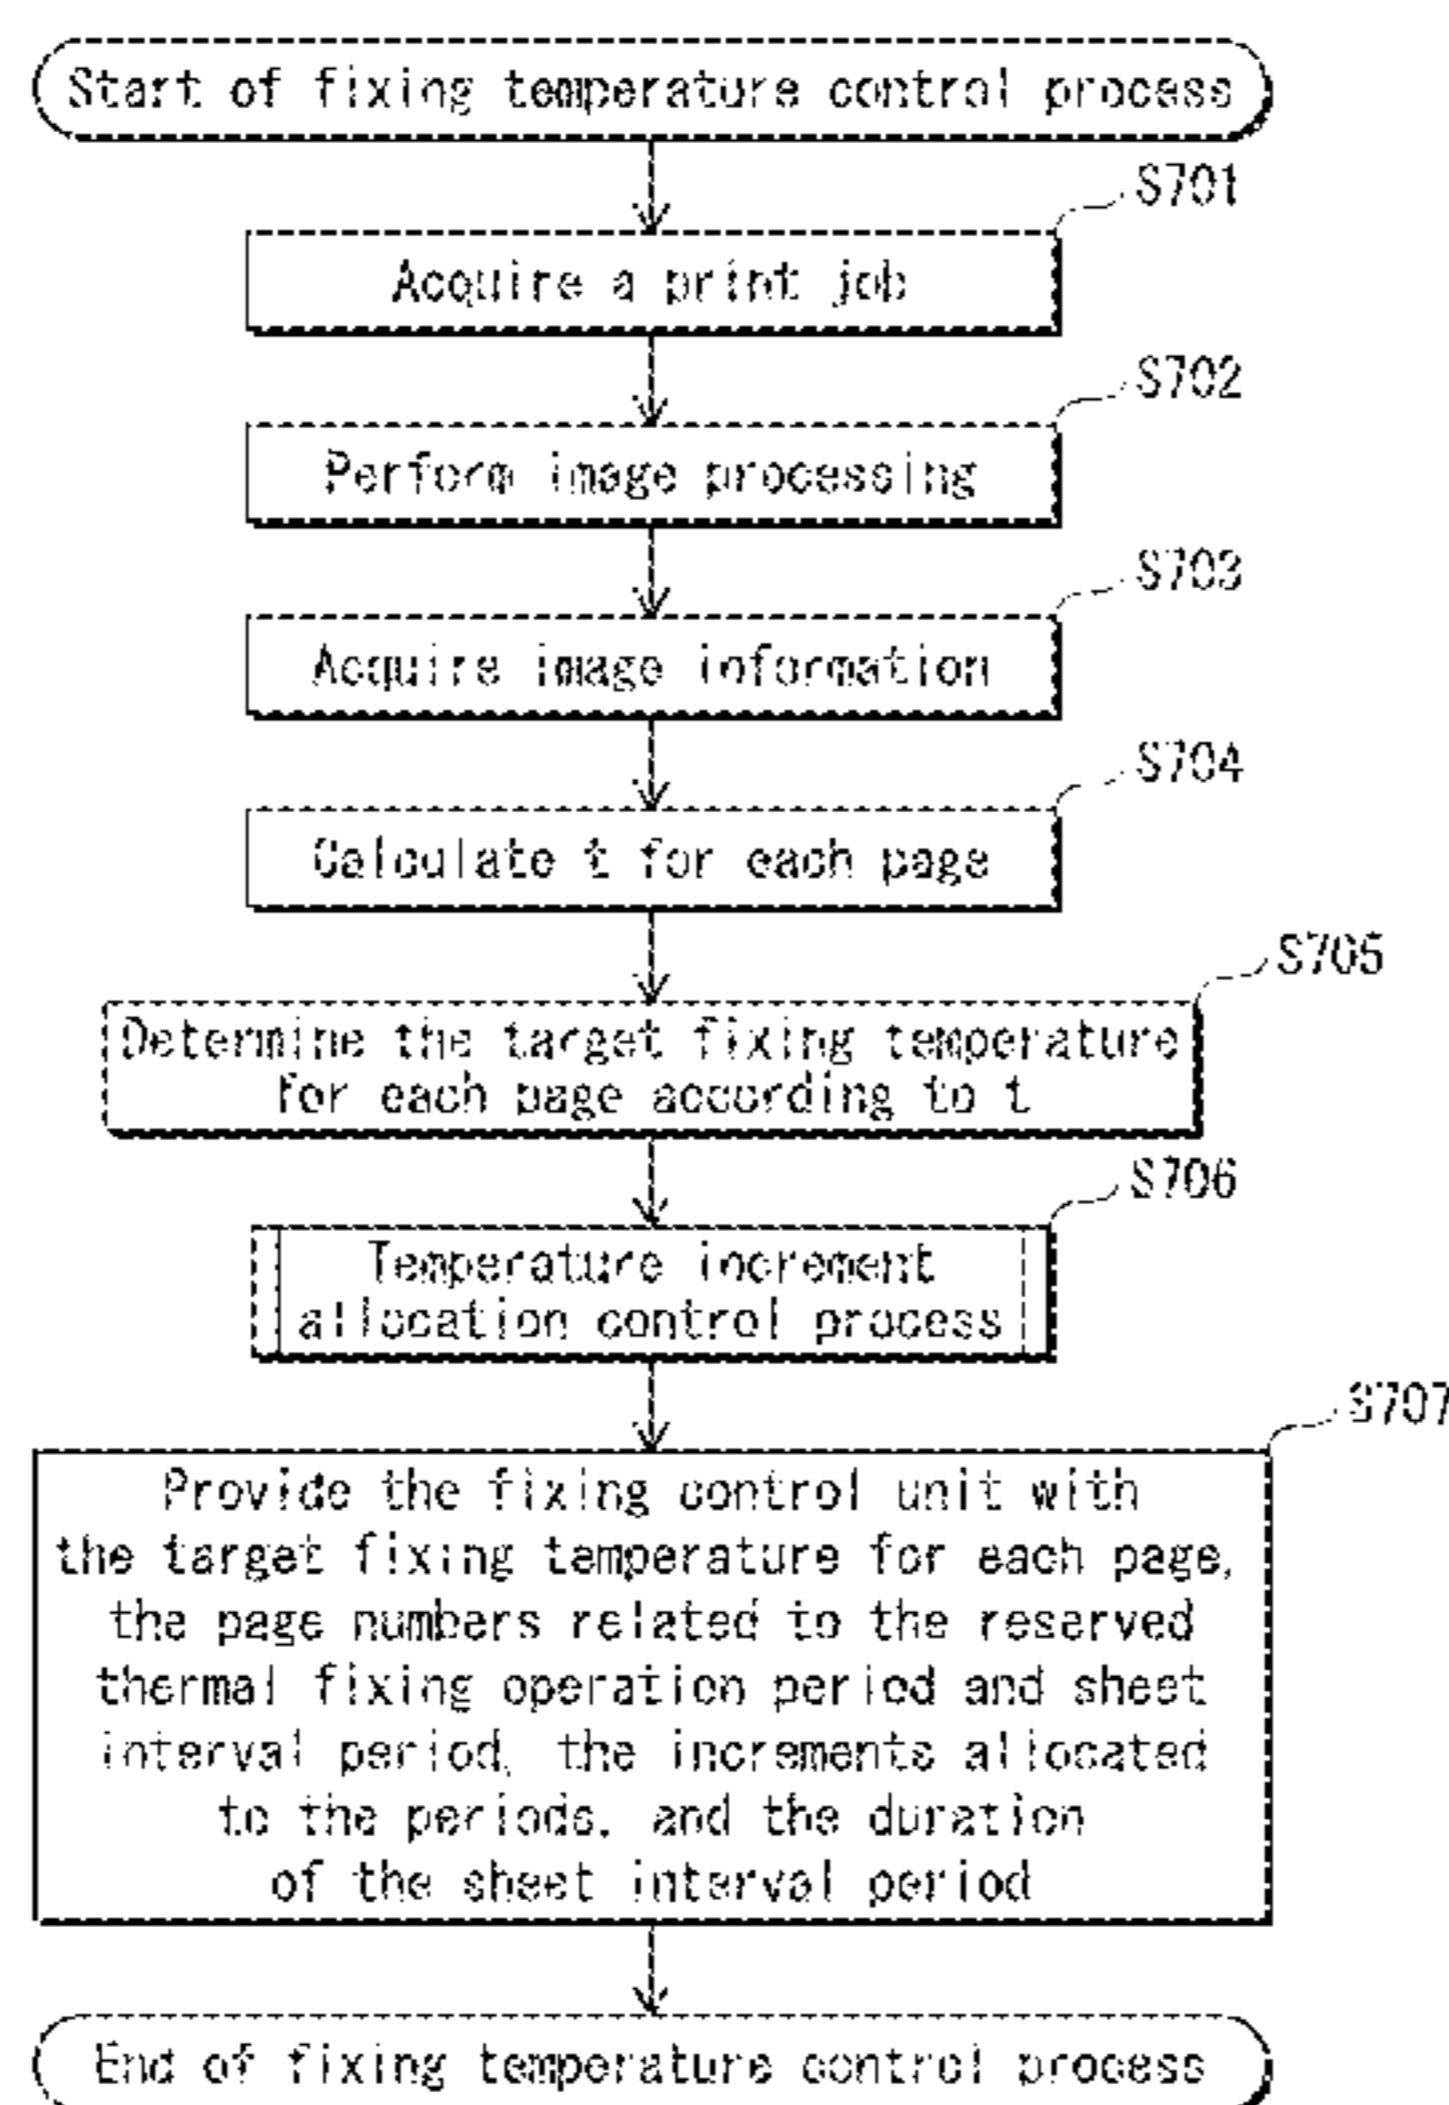 Start of fixing temperature control process
S701
Acquire a print job
S702
Perform image processing
S703
Acquire image information
S704
Calculate t for each page
S705
Determine the target fixing temperature
for each page according to t
S706
Temperature increment
allocation control process
S707
Provide the fixing control unit with
the target fixing temperature for each page,
the page numbers related to the reserved
thermal fixing operation period and sheet
interval period, the increments allocated
to the periods, and the duration
of the sheet interval period
End of fixing temperature control process